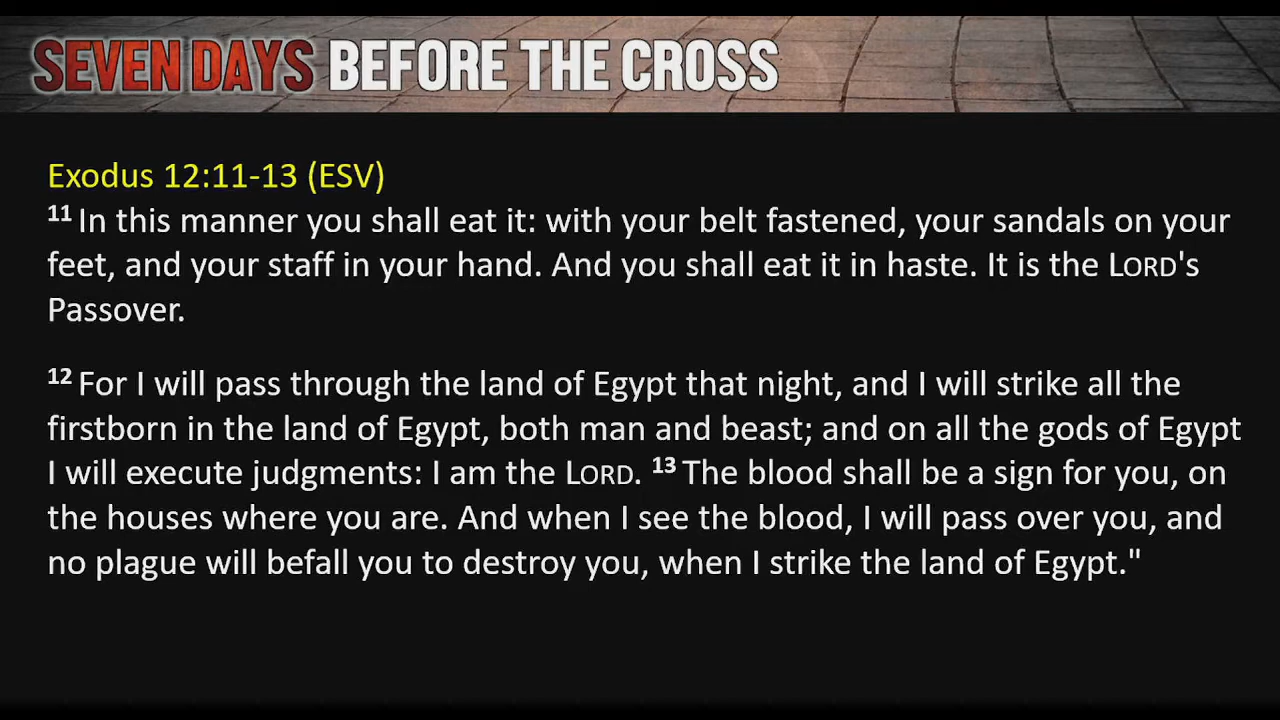 SEVEN DAYS BEFORE THE CROSS
Exodus 12:11-13 (ESV)
11 In this manner you shall eat it: with your belt fastened, your sandals on your
feet, and your staff in your hand. And you shall eat it in haste. It is the LORD's
Passover.
12 For I will pass through the land of Egypt that night, and I will strike all the
firstborn in the land of Egypt, both man and beast; and on all the gods of Egypt
I will execute judgments: I am the LORD. 13 The blood shall be a sign for you, on
the houses where you are. And when I see the blood, I will pass over you, and
no plague will befall you to destroy you, when I strike the land of Egypt."